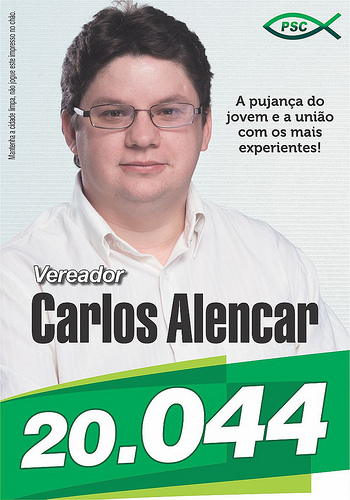 PSC
Mantenha a cidade limpa, não jogue este impresso no chão.
A pujança do
jovem e a união
com os mais
experientes!
Vereador
Carlos Alencar
20.044